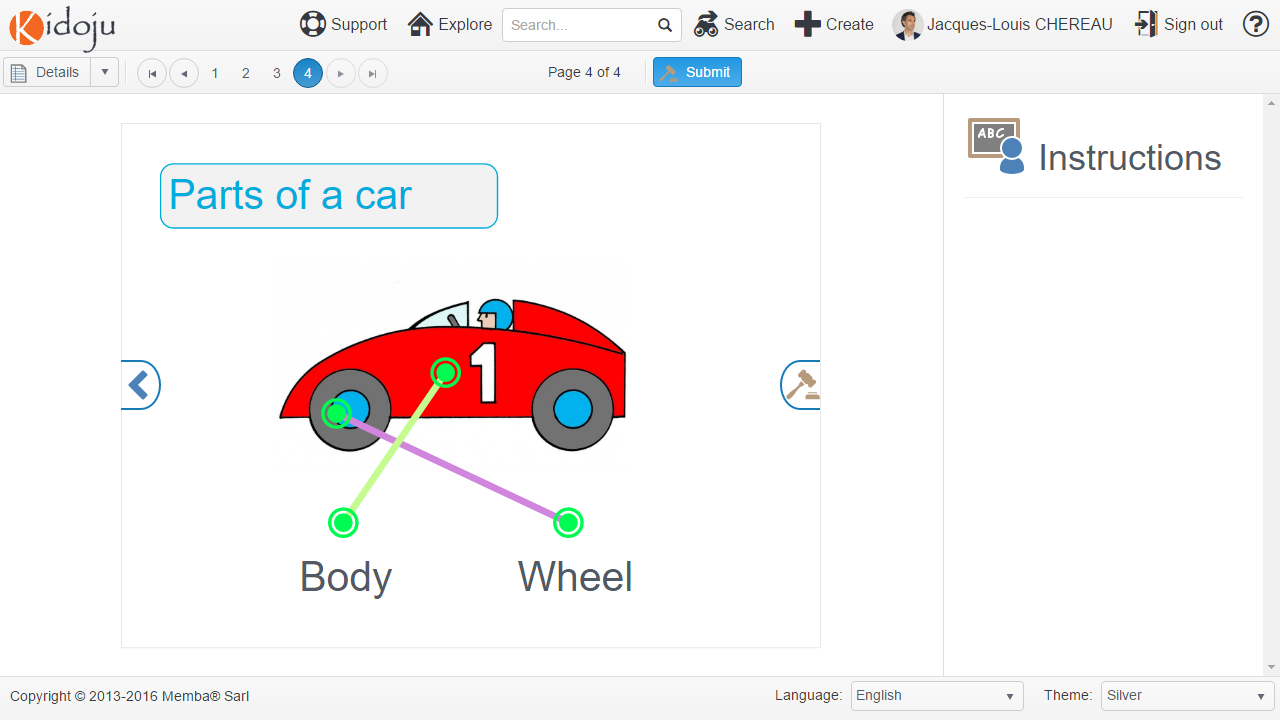 Kidoju
Support
Explore
Search...
Search
Create
Jacques-Louis CHEREAU
Sign out
?
Details
1
2
3
4
Page 4 of 4
Submit
Parts of a car
1
Body
Wheel
ABC
Instructions
Copyright © 2013-2016 Memba® Sarl
Language:
English
Theme:
Silver